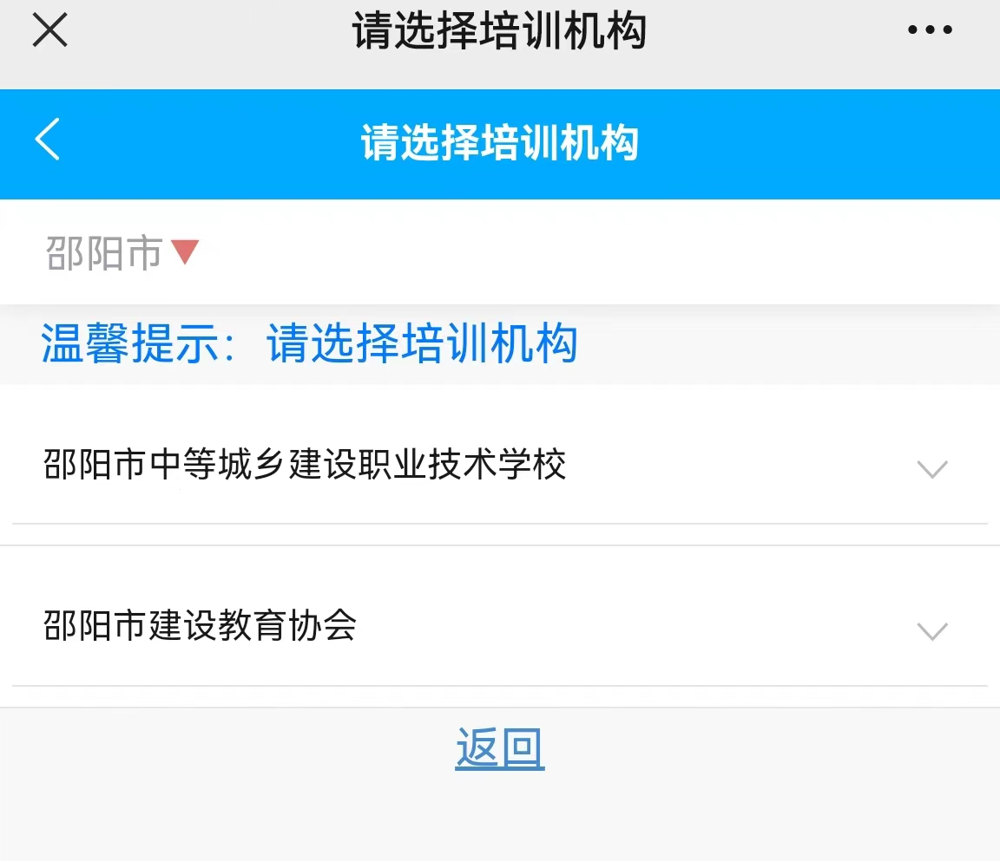 请选择培训机构
请选择培训机构
邵阳市
温馨提示：请选择培训机构
邵阳市中等城乡建设职业技术学校
邵阳市建设教育协会
返回